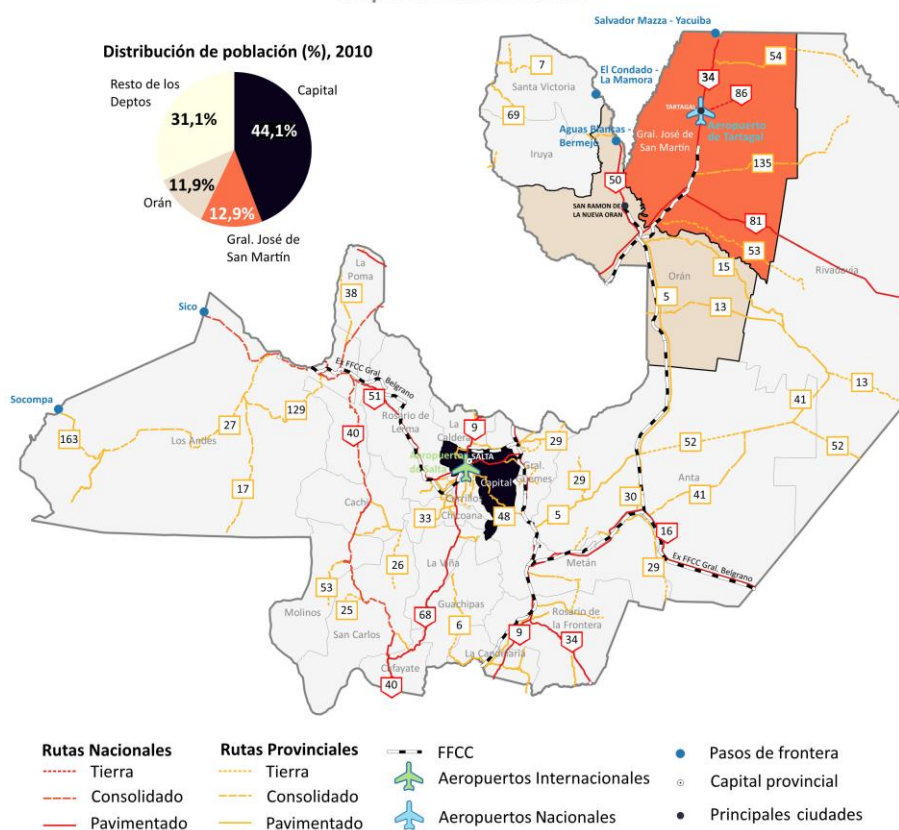 Distribución de población (%), 2010
Resto de los
Deptos
Capital
31,1%
44,1%
11,9%
Orán
12,9%
Gral. José de
San Martín
Salvador Mazza - Yacuiba
54
7
Santa Victoria
El Condado -
La Mamora
34
86
69
TARTAGAL
Aeropuerto
de Tartagal
Aguas Blancas -
Bermejo
Gral. José de
San Martín
Iruya
135
50
SAN RAMON DE
LA NUEVA ORAN
81
53
La
Poma
15
Orán
Rivadavia
38
5
13
Sico
Ex FFCC Gral. Belgrano
51
13
Socompa
129
Rosario de
Lerma
La
Caldera
9
41
163
27
Los Andes
40
29
52
52
Aeropuertos
de Salta
SALTA
Gral.
Güemes
Capital
29
Anta
17
Cachi
Cerrillos
Chicoana
30
41
33
48
5
16
Ex FFCC Gral. Belgrano
26
La Viña
Metán
29
53
Molinos
25
68
Guachipas
Rosario de
la Frontera
San Carlos
6
9
34
La Candelaria
Cafayate
40
Rutas Nacionales
Tierra
Consolidado
Pavimentado
Rutas Provinciales
Tierra
Consolidado
Pavimentado
FFCC
Aeropuertos Internacionales
Aeropuertos Nacionales
Pasos de frontera
Capital provincial
Principales ciudades